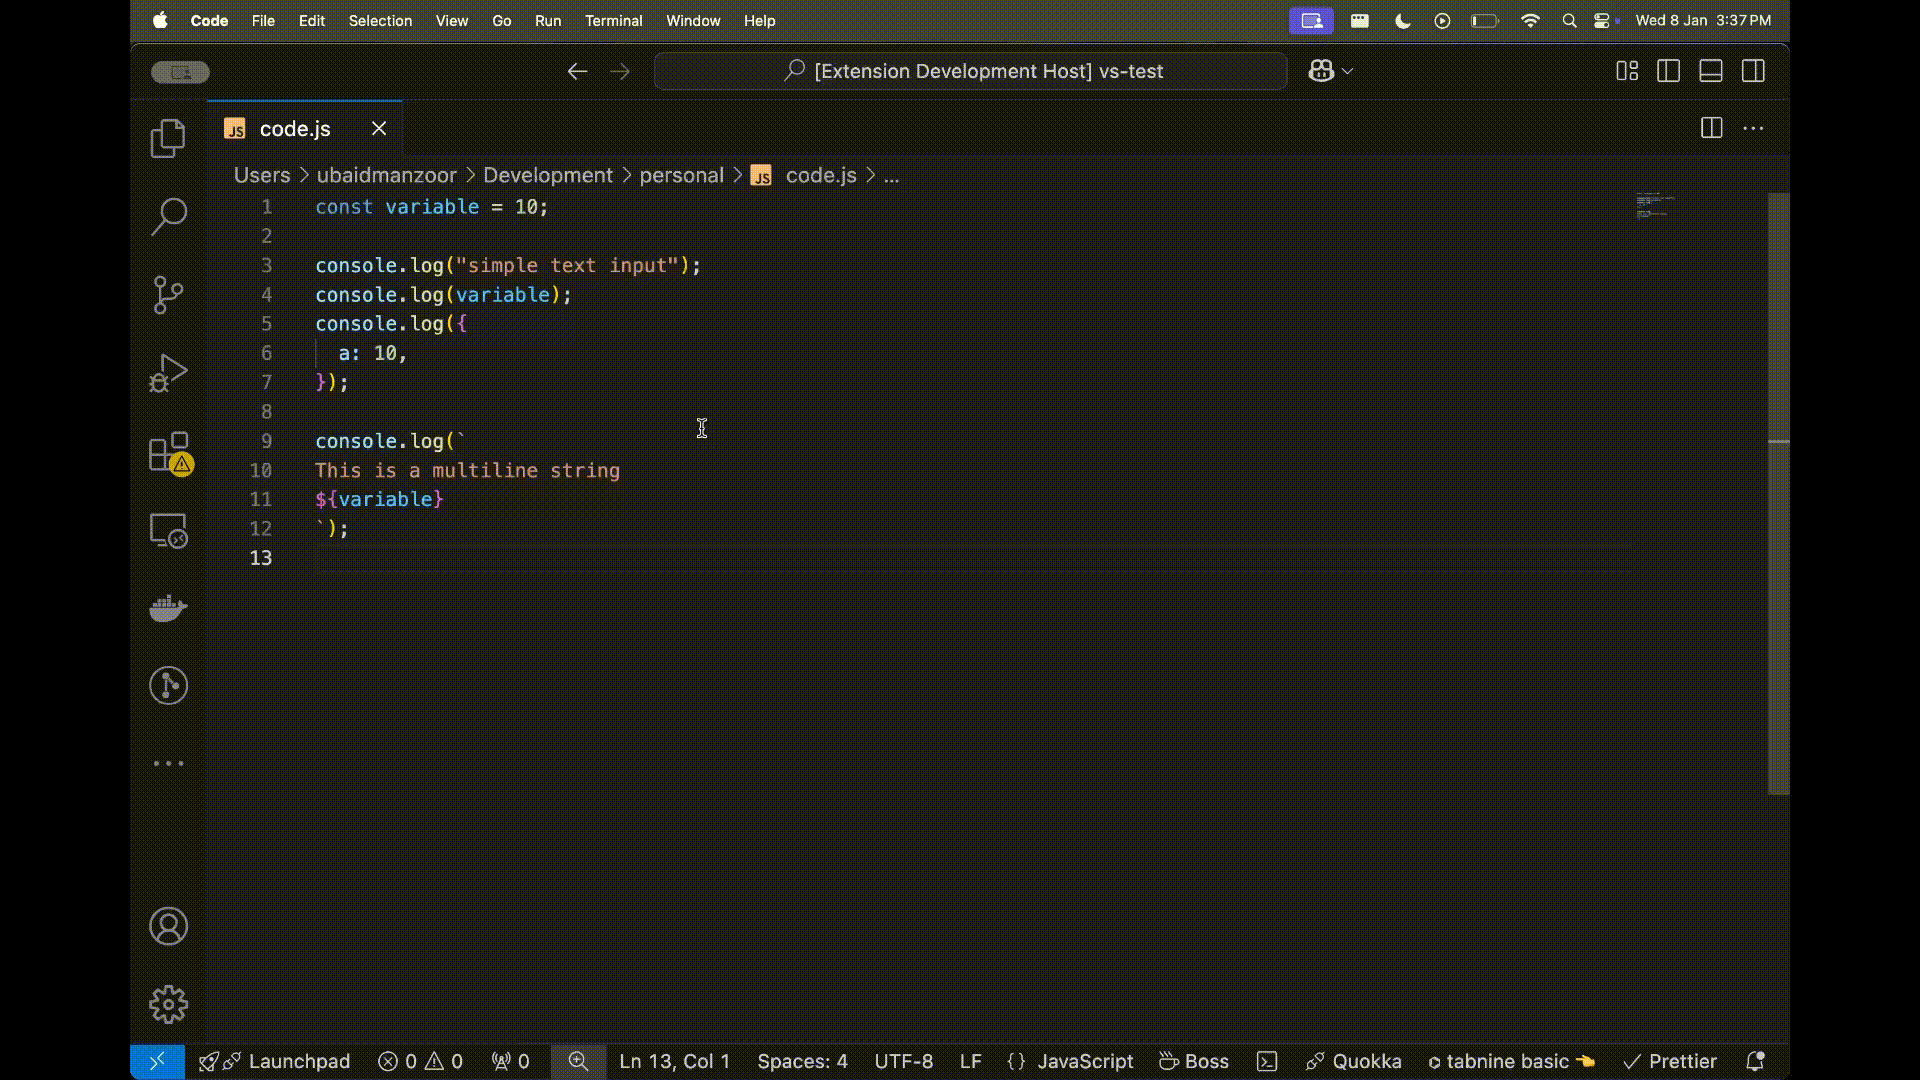 Code File Edit Selection View Go Run Terminal Window Help Wed 8 Jan 3:37 PM
[Extension Development Host] vs-test
JS code.js
Users > ubaidmanzoor > Development > personal > JS code.js > ...
1 const variable = 10;
2
3 console.log("simple text input");
4 console.log(variable);
5 console.log({
6 a: 10,
7 });
8
9 console.log(`
10 This is a multiline string
11 ${variable}
12 `);
13
Launchpad 0 0 0 Ln 13, Col 1 Spaces: 4 UTF-8 LF {} JavaScript Boss Quokka tabnine basic Prettier